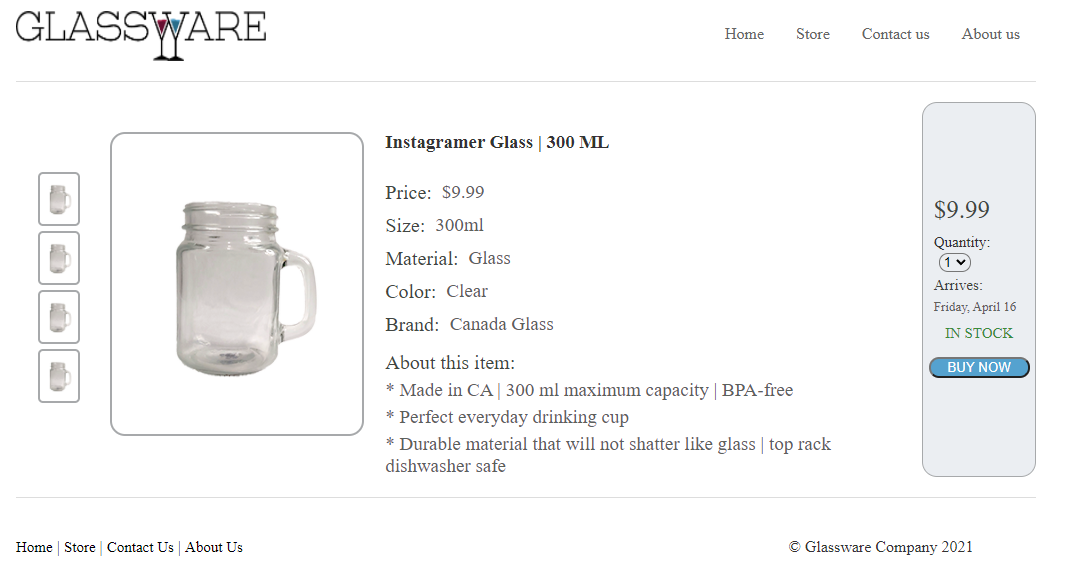 GLASSWARE
Home Store Contact us About us
Instagramer Glass | 300 ML
Price: $9.99
Size: 300ml
Material: Glass
Color: Clear
Brand: Canada Glass
About this item:
* Made in CA | 300 ml maximum capacity | BPA-free
* Perfect everyday drinking cup
* Durable material that will not shatter like glass | top rack
dishwasher safe
$9.99
Quantity:
1
Arrives:
Friday, April 16
IN STOCK
BUY NOW
Home | Store | Contact Us | About Us
© Glassware Company 2021